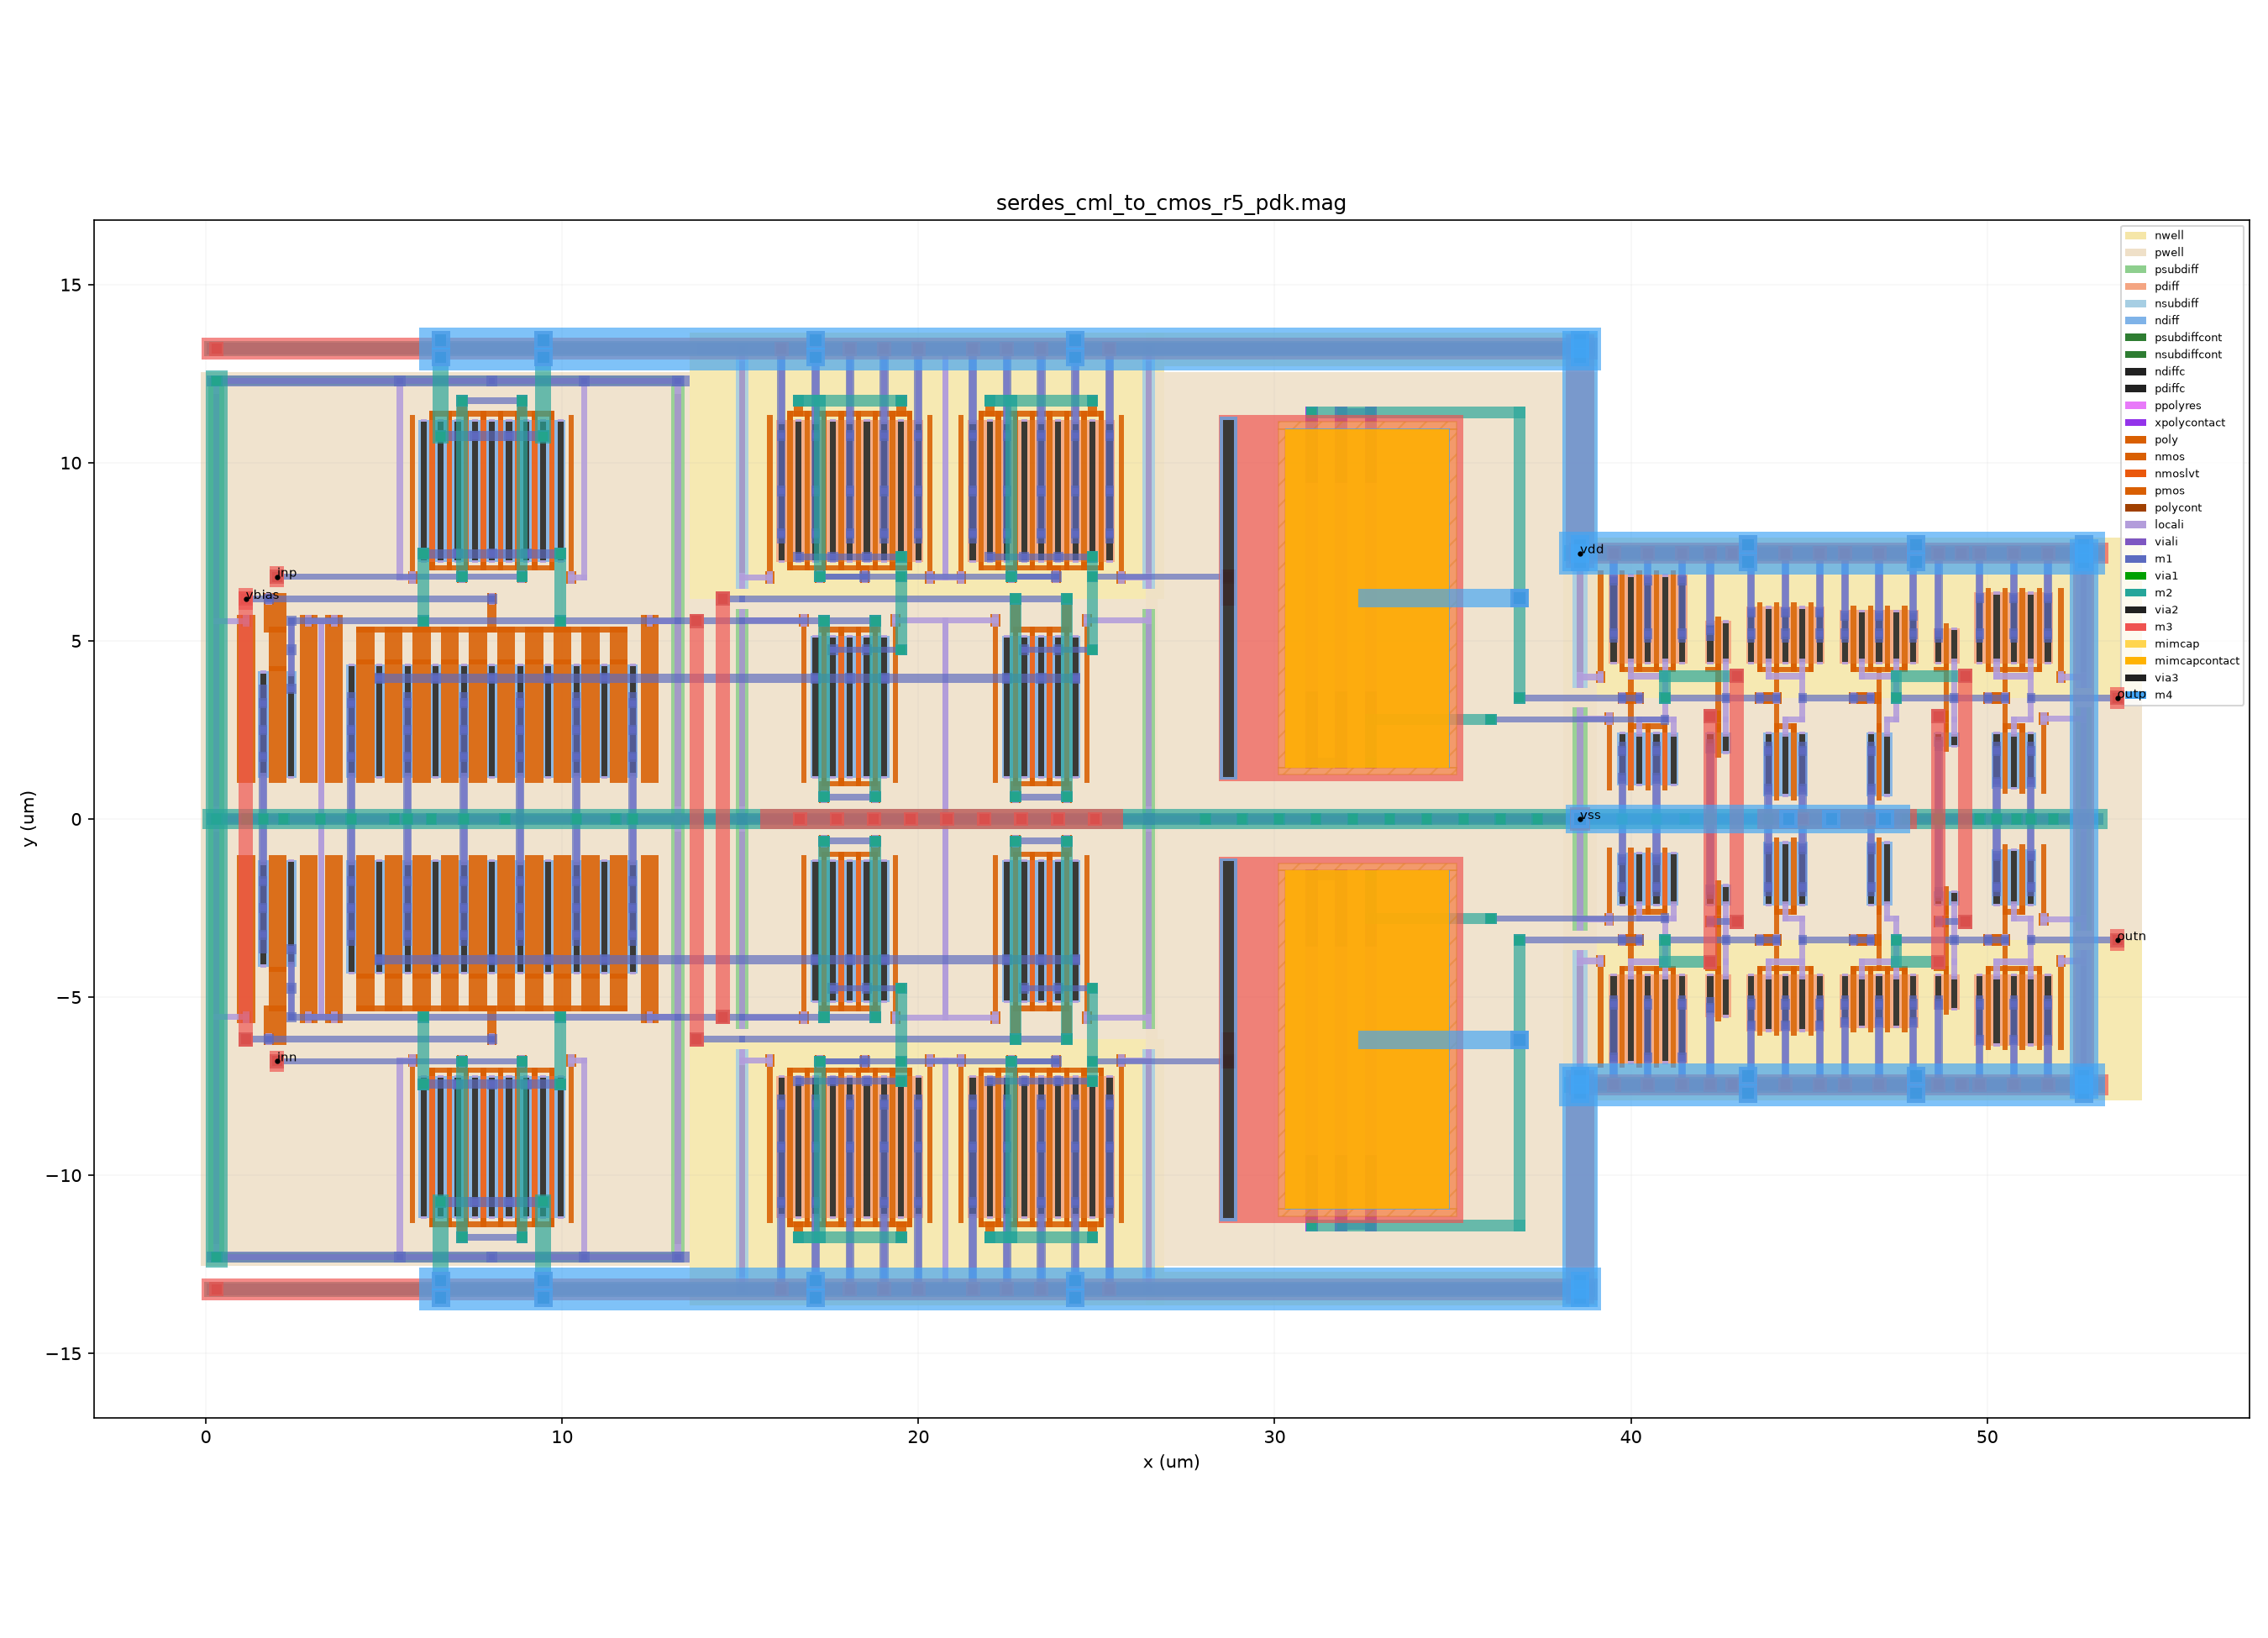 serdes_cml_to_cmos_r5_pdk.mag
nwell
pwell
psubdiff
pdiff
nsubdiff
ndiff
psubdiffcont
nsubdiffcont
ndiffc
pdiffc
ppolyres
xpolycontact
poly
nmos
nmoslvt
pmos
polycont
locali
viali
m1
via1
m2
via2
m3
mimcap
mimcapcontact
via3
m4
vdd
inp
vbias
outp
vss
outn
inn
15
10
5
0
−5
−10
−15
y (um)
0
10
20
30
40
50
x (um)